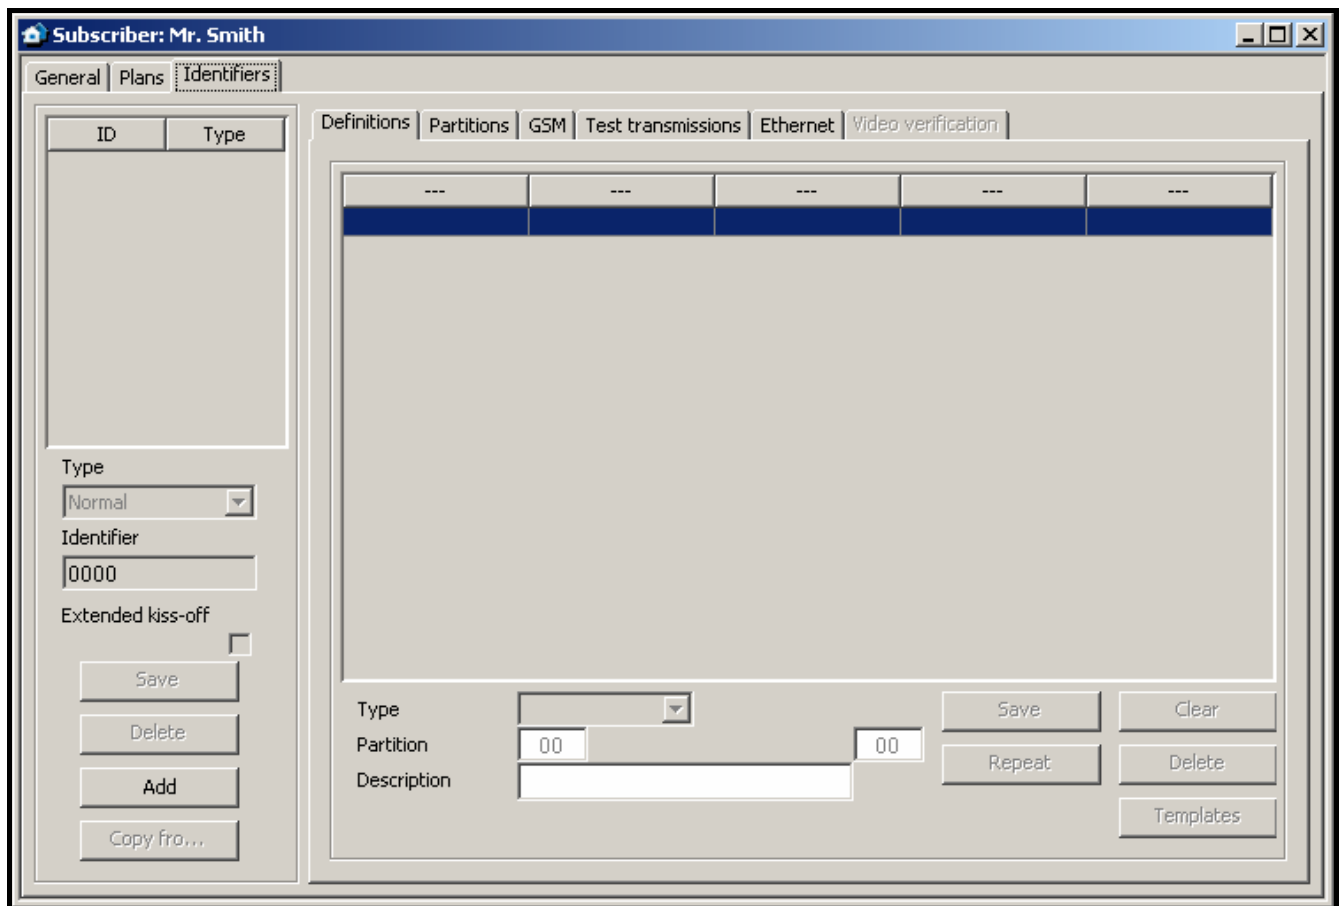 Subscriber: Mr. Smith
General Plans Identifiers
ID Type
Type
Normal
Identifier
0000
Extended kiss-off
Save
Delete
Add
Copy fro...
Definitions Partitions GSM Test transmissions Ethernet Video verification
--- --- --- --- ---
Type
Partition 00 00
Description
Save Clear
Repeat Delete
Templates